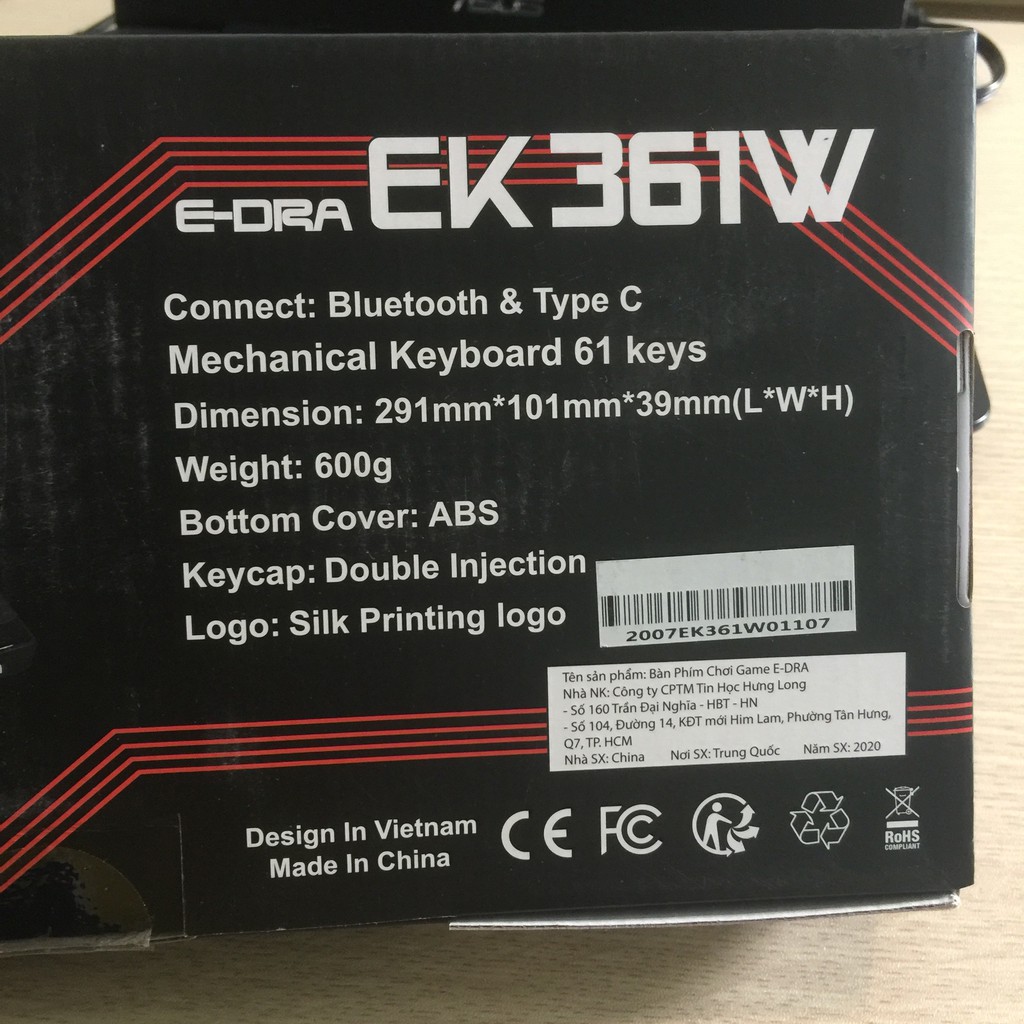 E-DRA EK361W
Connect: Bluetooth & Type C
Mechanical Keyboard 61 keys
Dimension: 291mm*101mm*39mm(L*W*H)
Weight: 600g
Bottom Cover: ABS
Keycap: Double Injection
Logo: Silk Printing logo
2007EK361W01107
Tên sản phẩm: Bàn Phím Chơi Game E-DRA
Nhà NK: Công ty CPTM Tin Học Hưng Long
- Số 160 Trần Đại Nghĩa - HBT - HN
- Số 104, Đường 14, KĐT mới Him Lam, Phường Tân Hưng,
Q7, TP. HCM
Nhà SX: China Nơi SX: Trung Quốc Năm SX: 2020
Design In Vietnam
Made In China
CE FC
RoHS
COMPLIANT